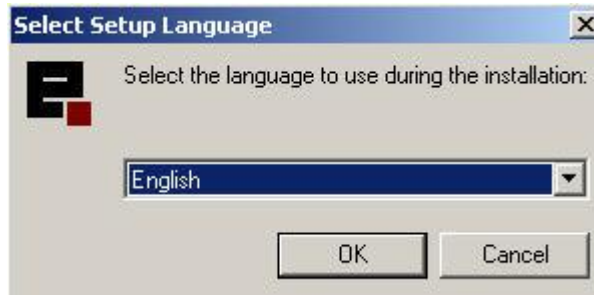 Select Setup Language
Select the language to use during the installation:
English
OK
Cancel